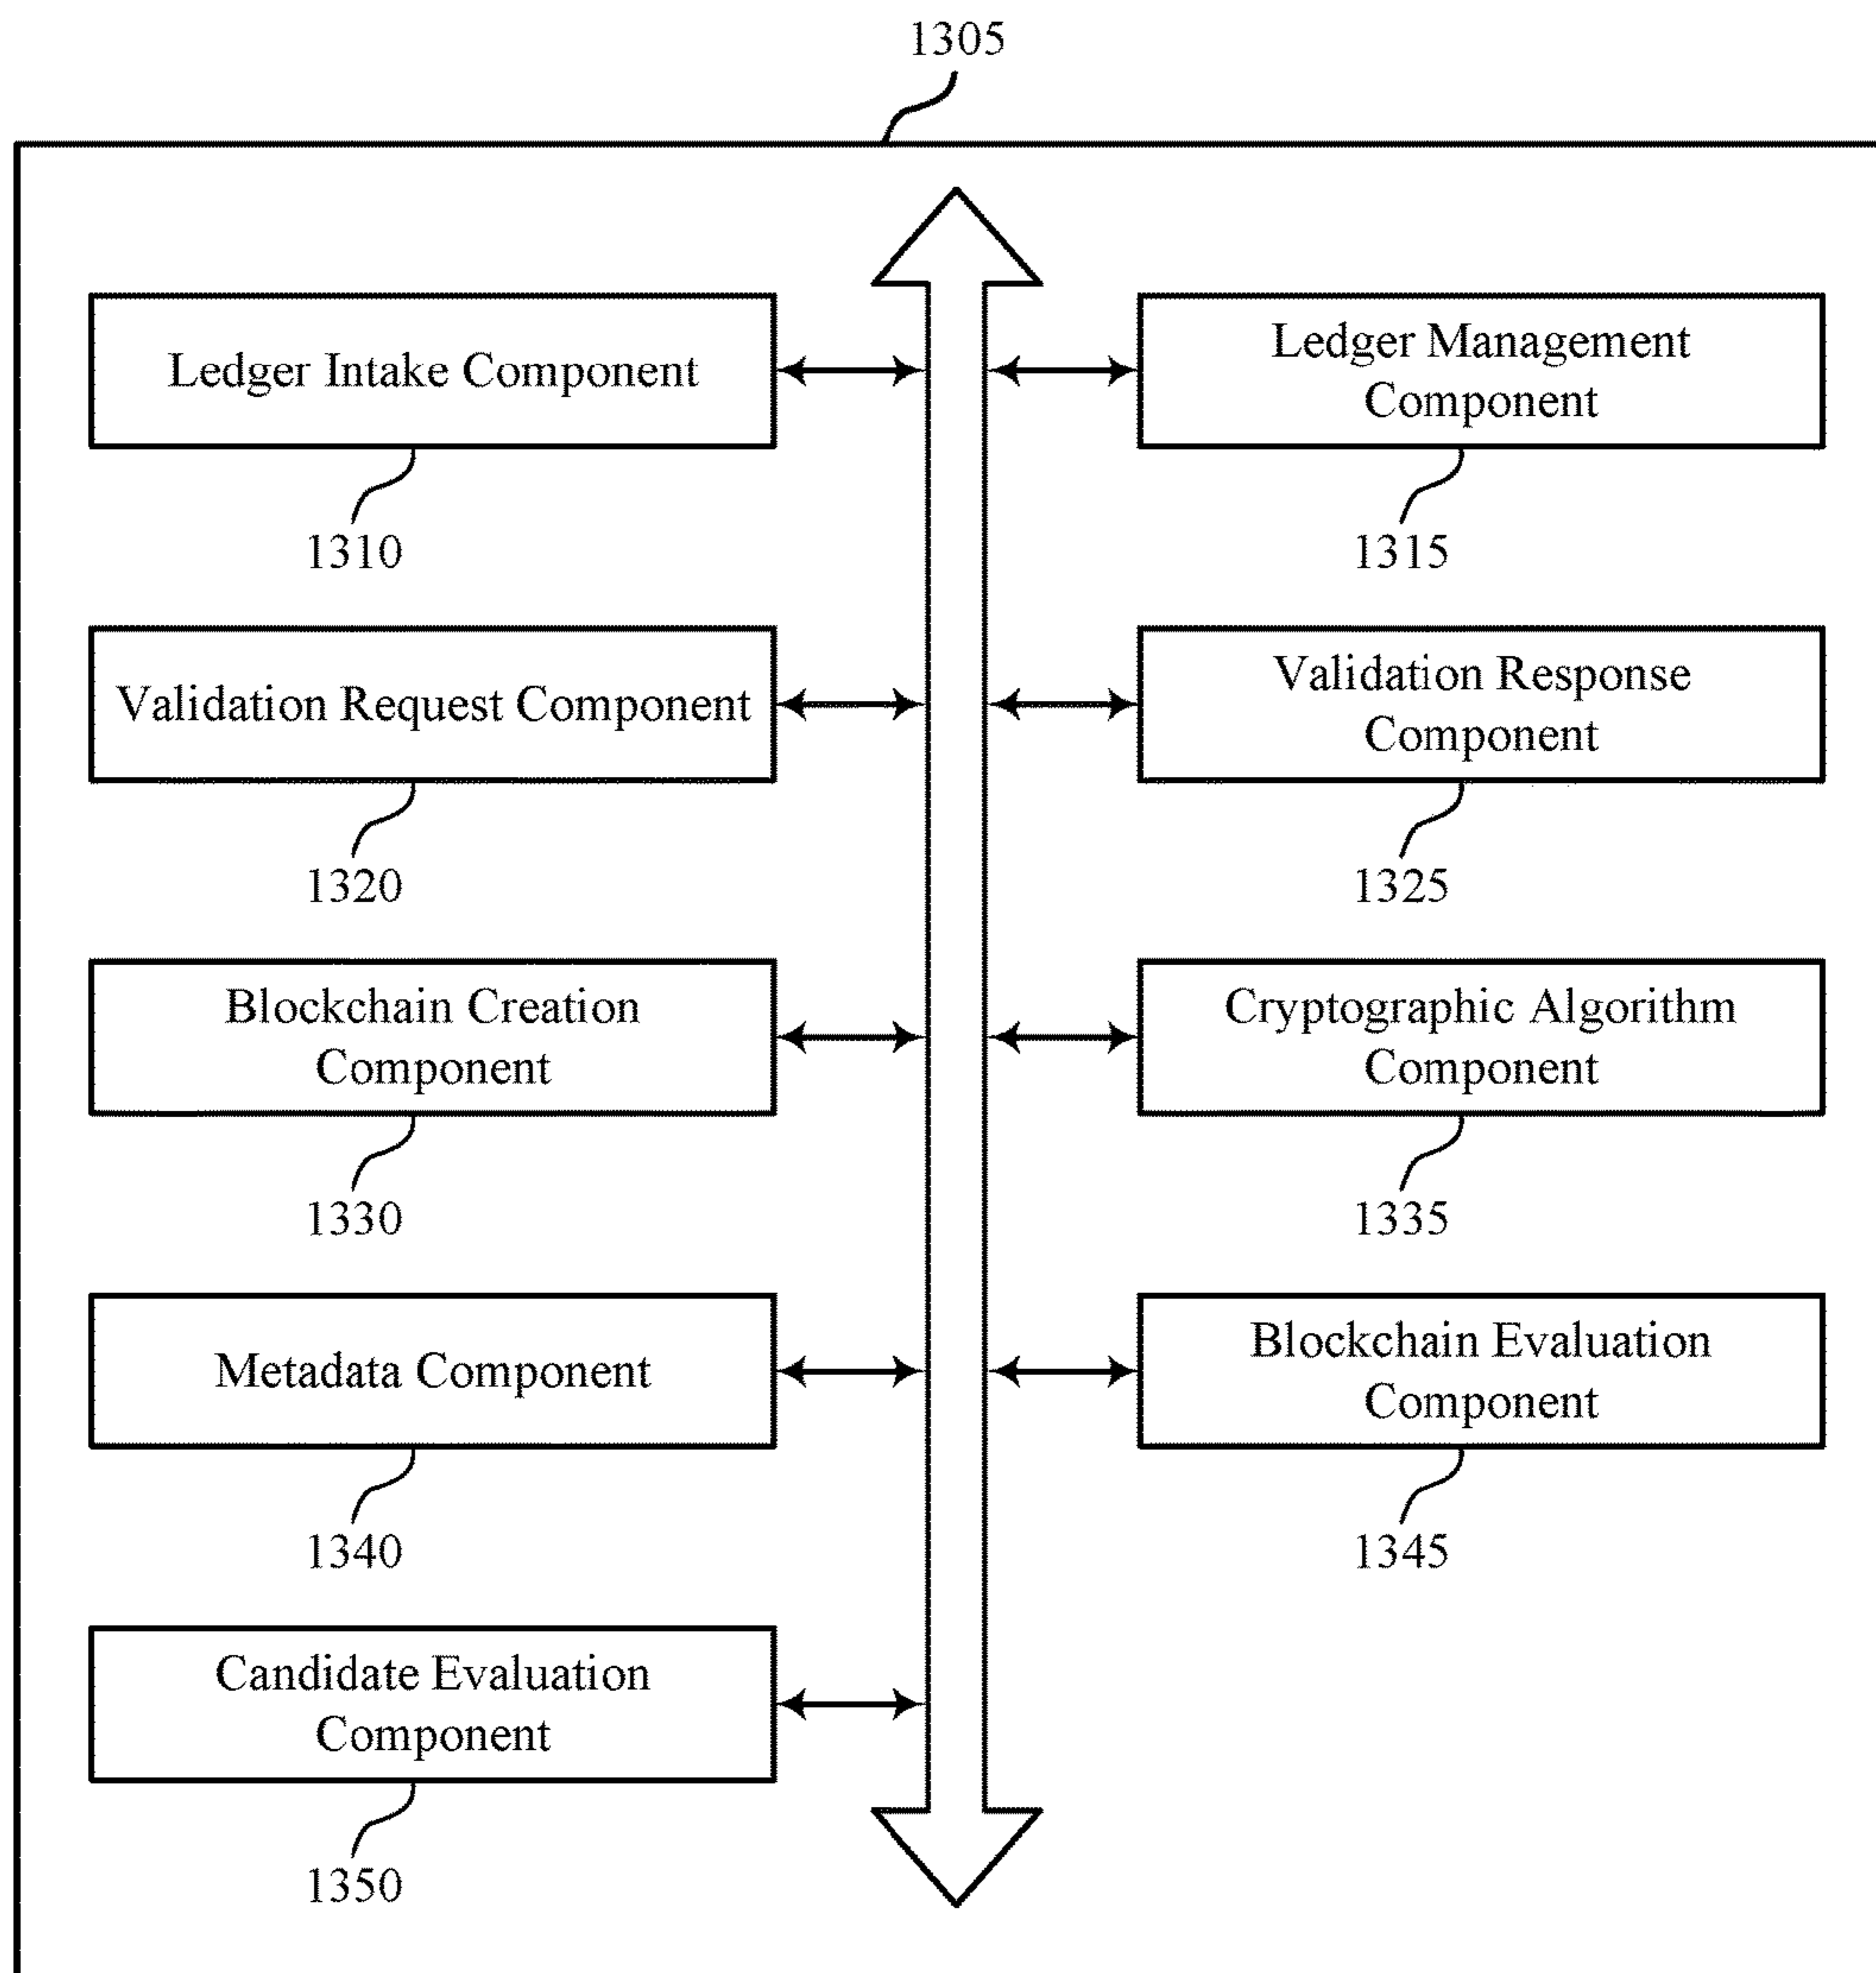 1305
Ledger Intake Component
1310
Ledger Management
Component
1315
Validation Request Component
1320
Validation Response
Component
1325
Blockchain Creation
Component
1330
Cryptographic Algorithm
Component
1335
Metadata Component
1340
Blockchain Evaluation
Component
1345
Candidate Evaluation
Component
1350